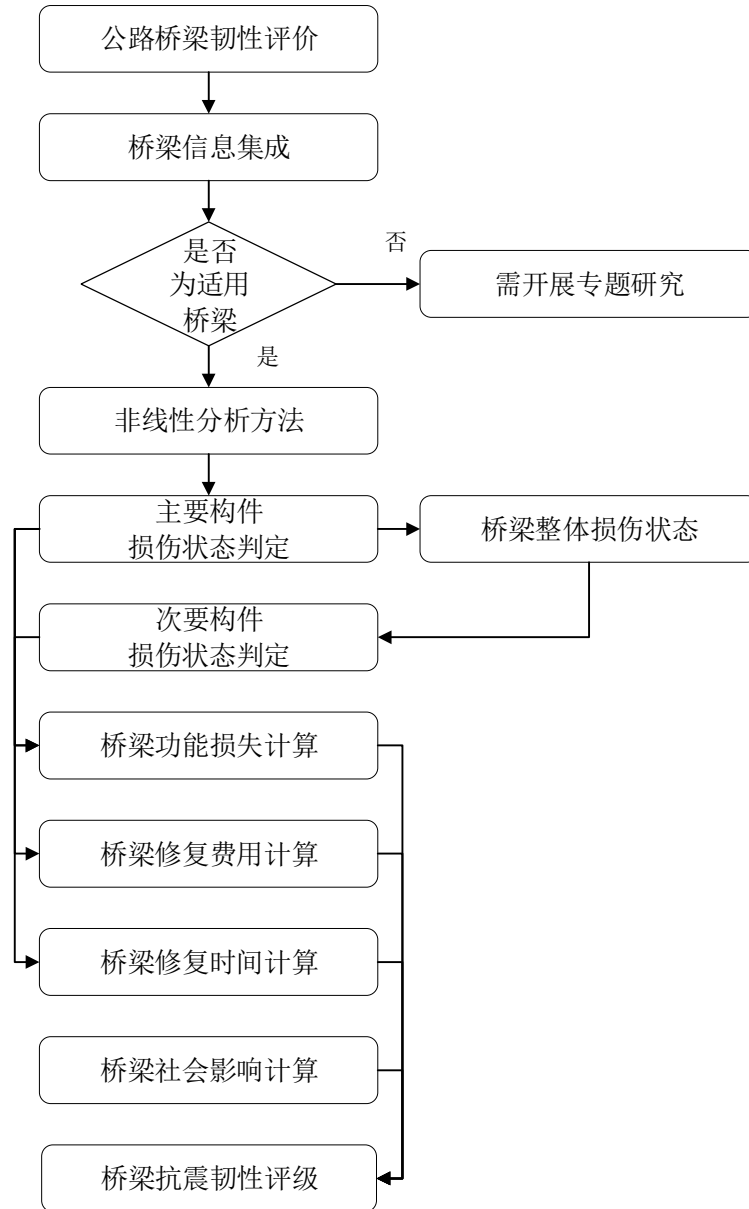 公路桥梁韧性评价
桥梁信息集成
是否
为适用
桥梁
否
需开展专题研究
是
非线性分析方法
主要构件
损伤状态判定
桥梁整体损伤状态
次要构件
损伤状态判定
桥梁功能损失计算
桥梁修复费用计算
桥梁修复时间计算
桥梁社会影响计算
桥梁抗震韧性评级